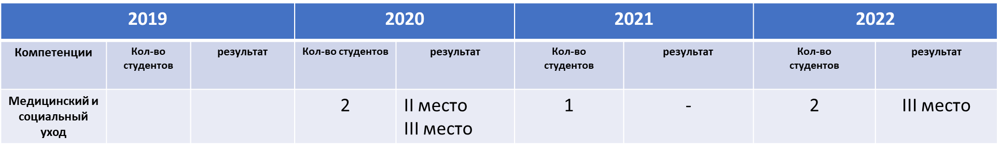 2019 2020 2021 2022
Компетенции Кол-во студентов результат Кол-во студентов результат Кол-во студентов результат Кол-во студентов результат
Медицинский и
социальный
уход
2
II место
III место
1
-
2
III место